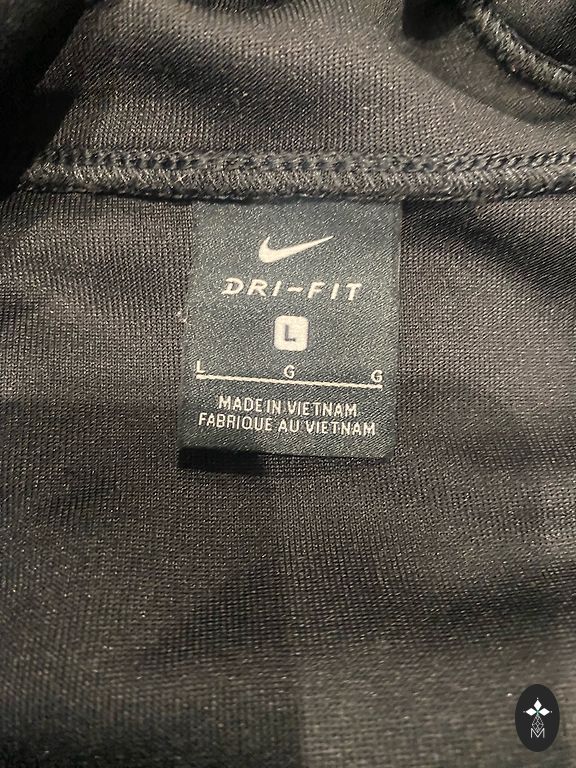 DRI-FIT
L
L G G
MADE IN VIETNAM
FABRIQUE AU VIETNAM
M